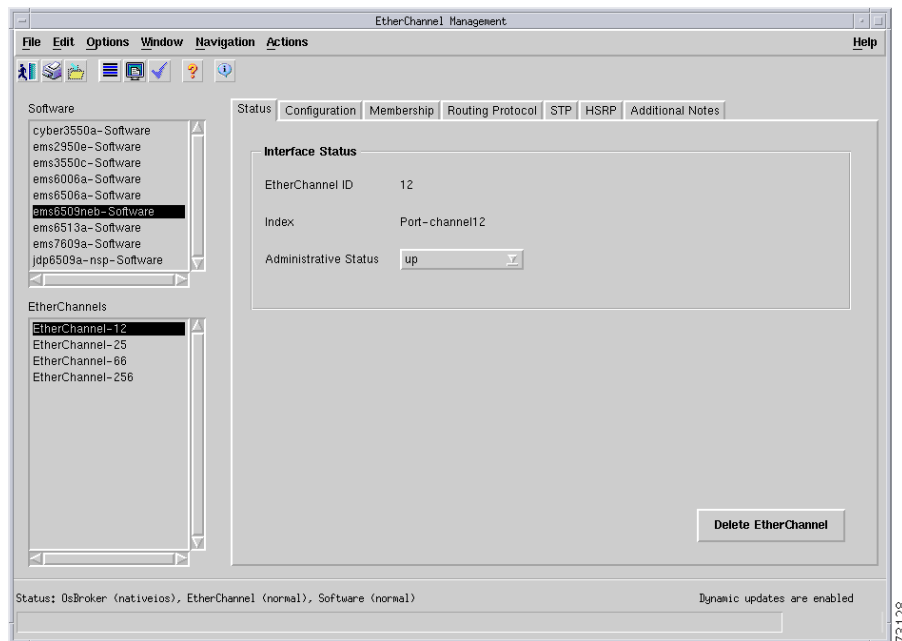 EtherChannel Management
File Edit Options Window Navigation Actions Help
Software
cyber3550a-Software
ems2950e-Software
ems3550c-Software
ems6006a-Software
ems6506a-Software
ems6509neb-Software
ems6513a-Software
ems7609a-Software
jdp6509a-nsp-Software
EtherChannels
EtherChannel-12
EtherChannel-25
EtherChannel-66
EtherChannel-256
Status Configuration Membership Routing Protocol STP HSRP Additional Notes
Interface Status
EtherChannel ID 12
Index Port-channel12
Administrative Status up
Delete EtherChannel
Status: OsBroker (nativeios), EtherChannel (normal), Software (normal) Dynamic updates are enabled
73128